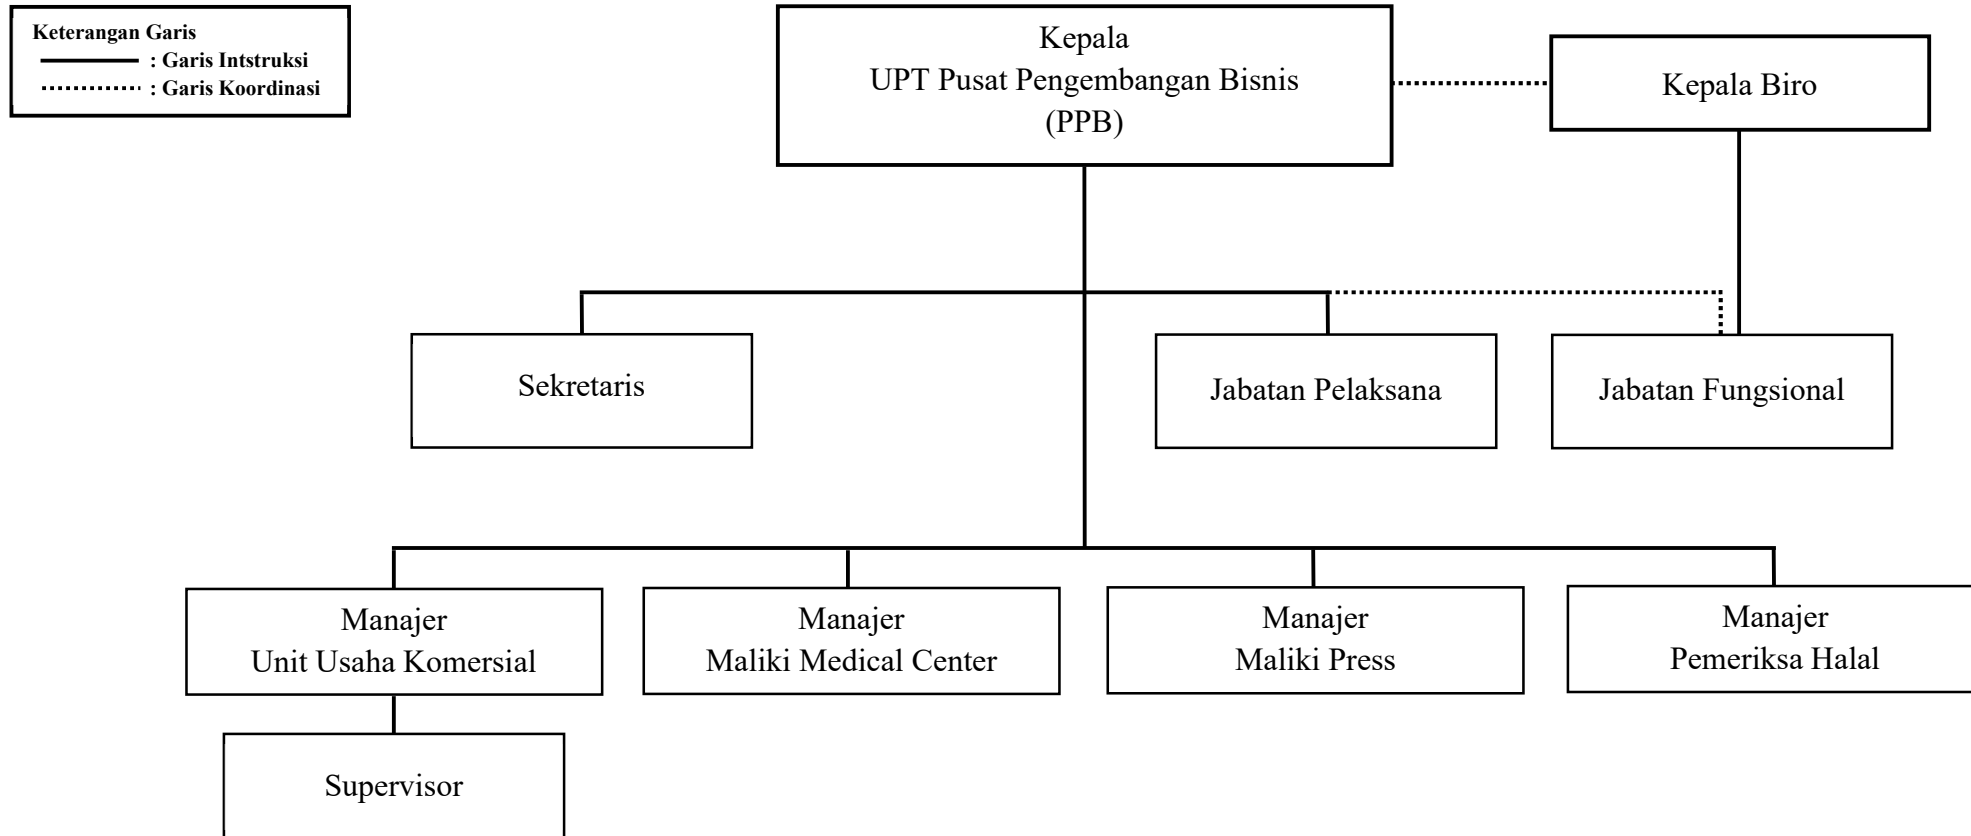 Keterangan Garis
: Garis Intstruksi
: Garis Koordinasi
Kepala
UPT Pusat Pengembangan Bisnis
(PPB)
Kepala Biro
Sekretaris
Jabatan Pelaksana
Jabatan Fungsional
Manajer
Unit Usaha Komersial
Manajer
Maliki Medical Center
Manajer
Maliki Press
Manajer
Pemeriksa Halal
Supervisor